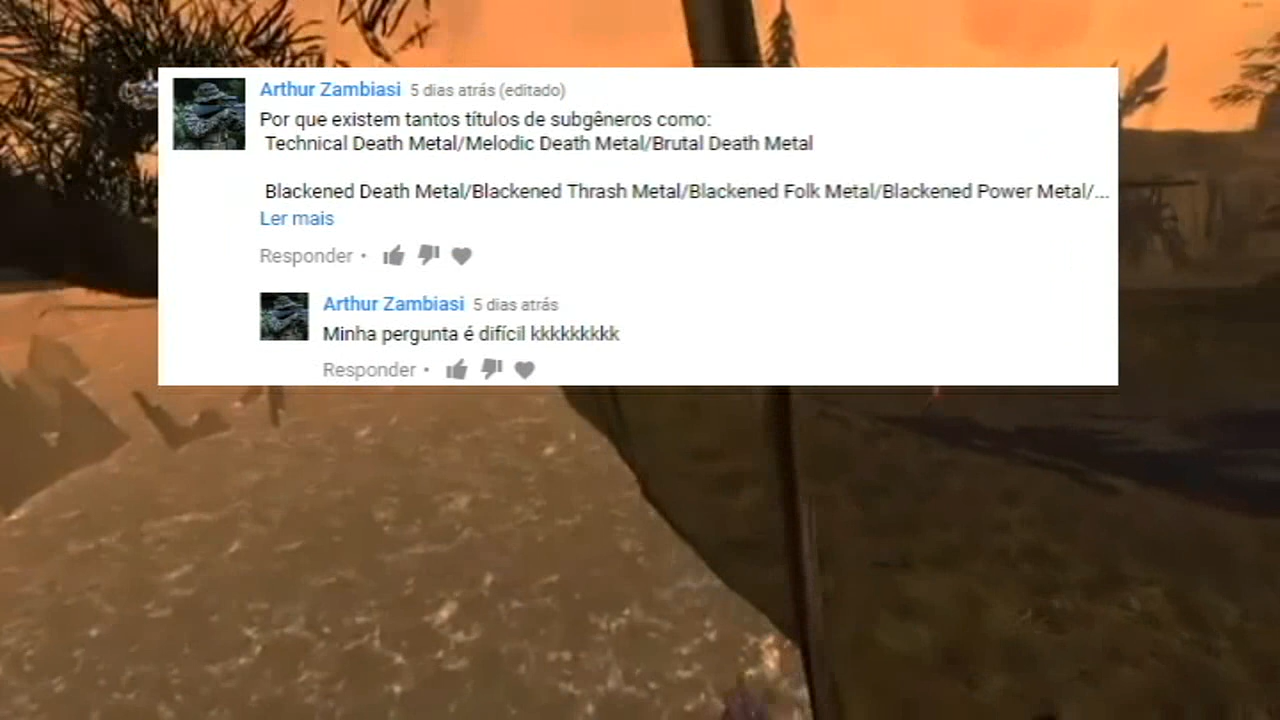 Arthur Zambiasi 5 dias atrás (editado)
Por que existem tantos títulos de subgêneros como:
Technical Death Metal/Melodic Death Metal/Brutal Death Metal
Blackened Death Metal/Blackened Thrash Metal/Blackened Folk Metal/Blackened Power Metal/...
Ler mais
Responder •
Arthur Zambiasi 5 dias atrás
Minha pergunta é difícil kkkkkkkkk
Responder •